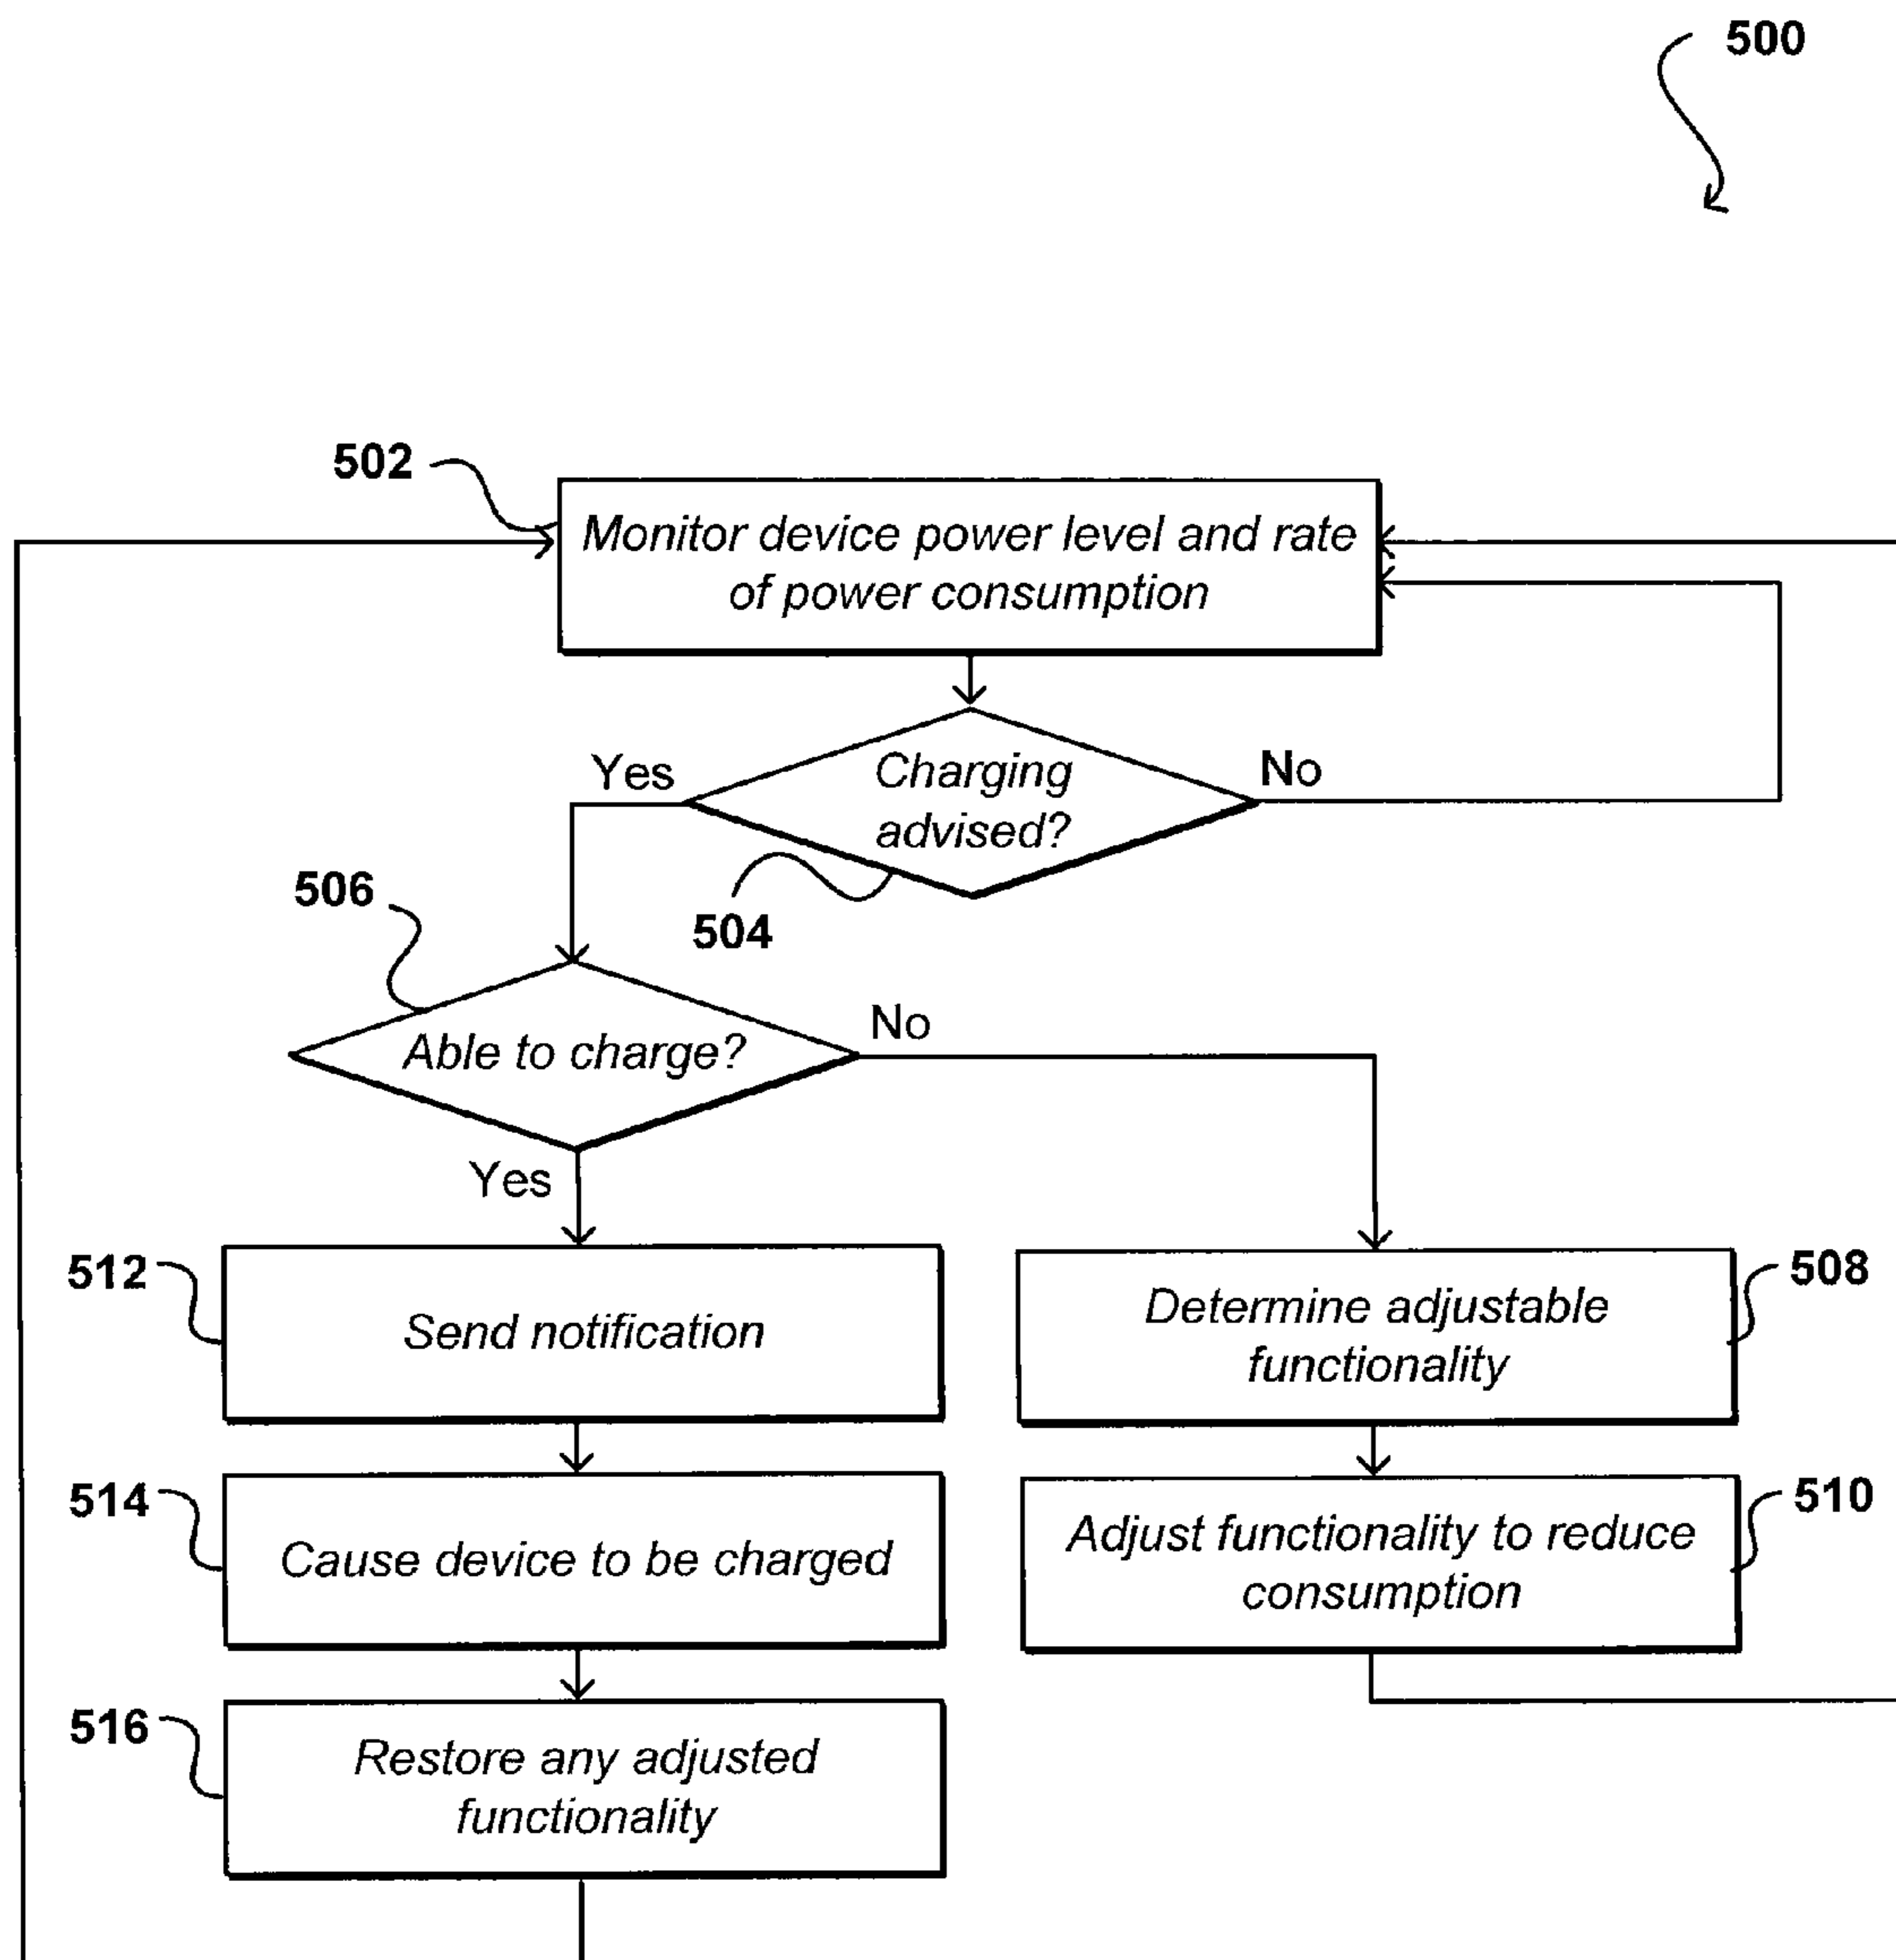 500
502
Monitor device power level and rate
of power consumption
Yes
Charging
advised?
No
504
506
Able to charge?
No
Yes
512
Send notification
Determine adjustable
functionality
508
514
Cause device to be charged
Adjust functionality to reduce
consumption
510
516
Restore any adjusted
functionality